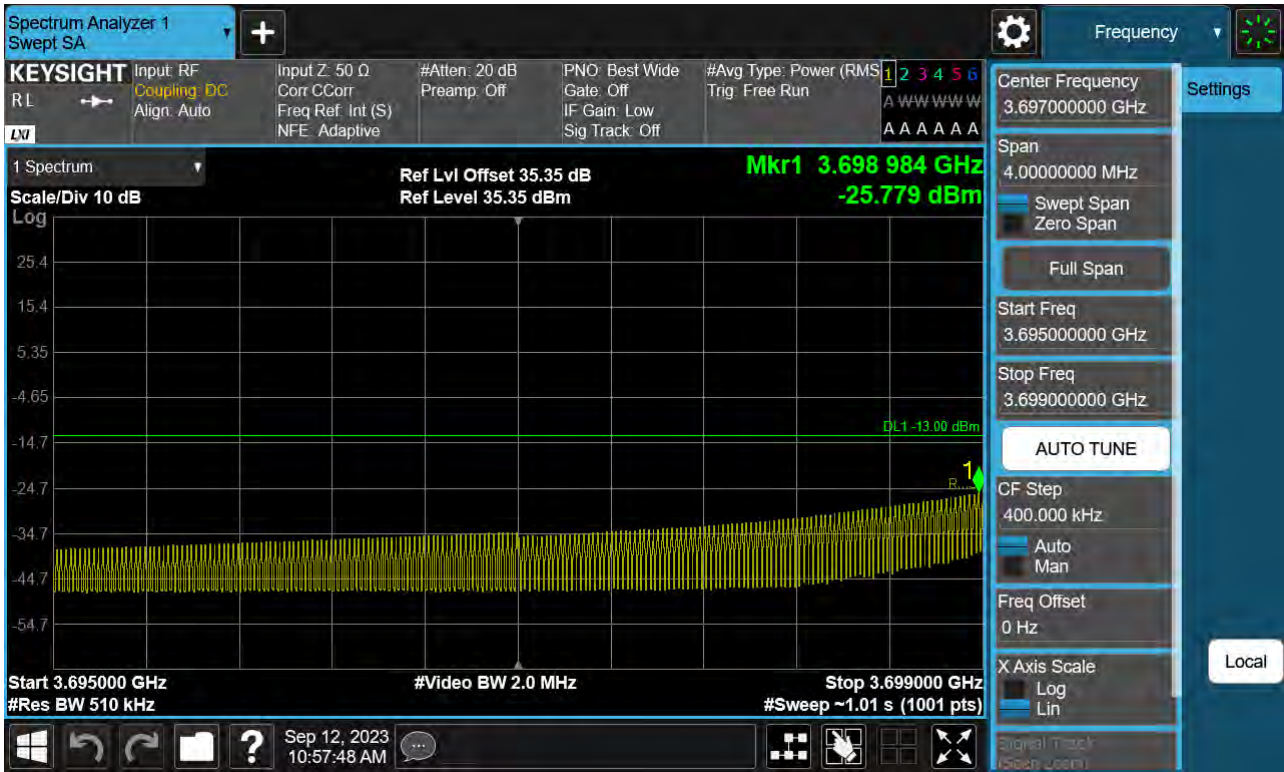 Spectrum Analyzer 1
Swept SA
+
Frequency
KEYSIGHT
RL
LXI
Input: RF
Coupling: DC
Align: Auto
Input Z: 50 Ω
Corr CCorr
Freq Ref: Int (S)
NFE: Adaptive
#Atten: 20 dB
Preamp: Off
PNO: Best Wide
Gate: Off
IF Gain: Low
Sig Track: Off
#Avg Type: Power (RMS
Trig: Free Run
1 2 3 4 5 6
A W W W W W
A A A A A A
1 Spectrum
Scale/Div 10 dB
Log
Ref Lvl Offset 35.35 dB
Ref Level 35.35 dBm
Mkr1 3.698 984 GHz
-25.779 dBm
25.4
15.4
5.35
-4.65
-14.7
-24.7
-34.7
-44.7
-54.7
DL1 -13.00 dBm
1
R...
Start 3.695000 GHz
#Res BW 510 kHz
#Video BW 2.0 MHz
Stop 3.699000 GHz
#Sweep ~1.01 s (1001 pts)
Center Frequency
3.697000000 GHz
Span
4.00000000 MHz
Swept Span
Zero Span
Full Span
Start Freq
3.695000000 GHz
Stop Freq
3.699000000 GHz
AUTO TUNE
CF Step
400.000 kHz
Auto
Man
Freq Offset
0 Hz
X Axis Scale
Log
Lin
Signal Track
(Span Zoom)
Settings
Local
?
Sep 12, 2023
10:57:48 AM